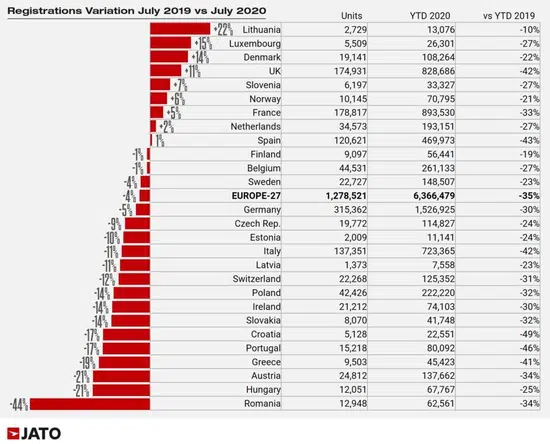 Registrations Variation July 2019 vs July 2020 Units YTD 2020 vs YTD 2019
+22% Lithuania 2,729 13,076 -10%
+15% Luxembourg 5,509 26,301 -27%
+14% Denmark 19,141 108,264 -22%
+11% UK 174,931 828,686 -42%
+7% Slovenia 6,197 33,327 -27%
+6% Norway 10,145 70,795 -21%
+5% France 178,817 893,530 -33%
+2% Netherlands 34,573 193,151 -27%
1% Spain 120,621 469,973 -43%
-1% Finland 9,097 56,441 -19%
-1% Belgium 44,531 261,133 -27%
-4% Sweden 22,727 148,507 -23%
-4% EUROPE-27 1,278,521 6,366,479 -35%
-5% Germany 315,362 1,526,925 -30%
-9% Czech Rep. 19,772 114,827 -24%
-10% Estonia 2,009 11,141 -24%
-11% Italy 137,351 723,365 -42%
-11% Latvia 1,373 7,558 -23%
-12% Switzerland 22,268 125,352 -31%
-14% Poland 42,426 222,220 -32%
-14% Ireland 21,212 74,103 -30%
-14% Slovakia 8,070 41,748 -32%
-17% Croatia 5,128 22,551 -49%
-17% Portugal 15,218 80,092 -46%
-19% Greece 9,503 45,423 -41%
-21% Austria 24,812 137,662 -34%
-21% Hungary 12,051 67,767 -25%
-44% Romania 12,948 62,561 -34%
JATO